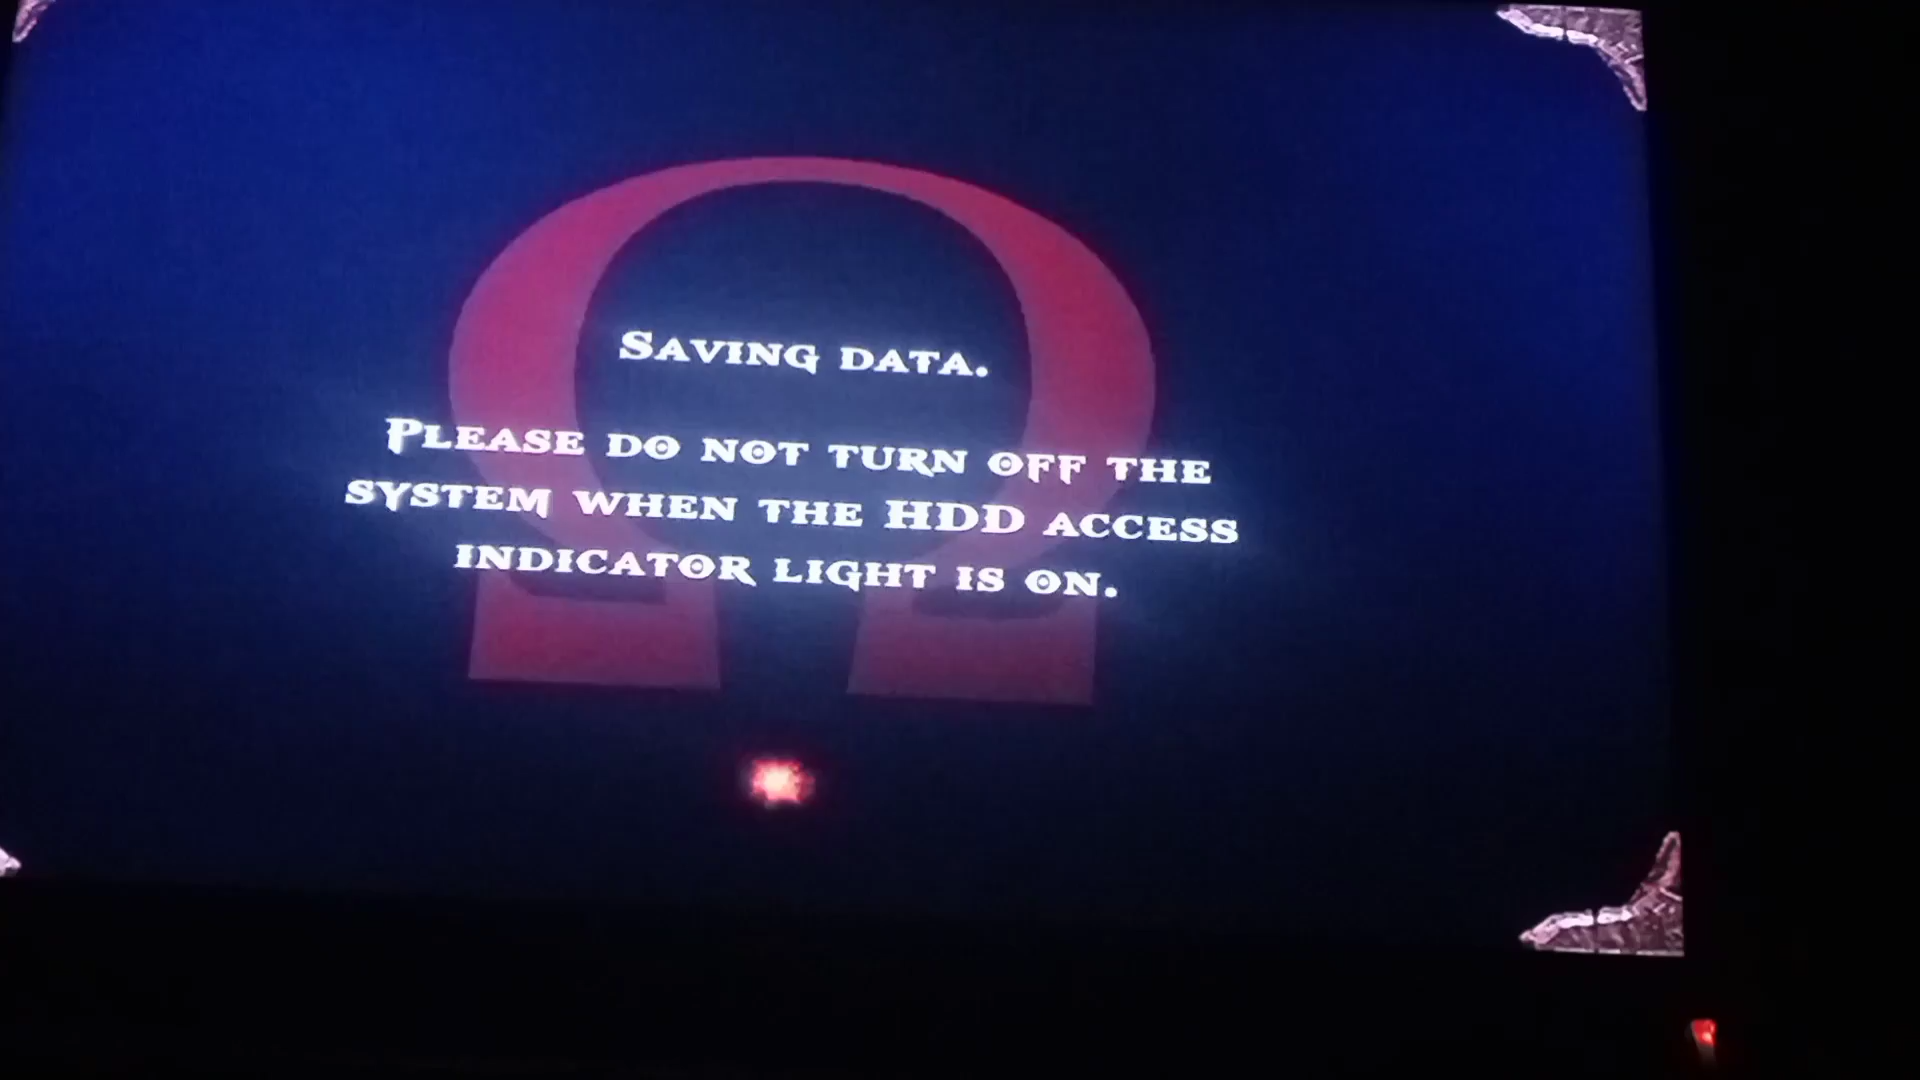 Saving data.
Please do not turn off the
system when the HDD access
indicator light is on.